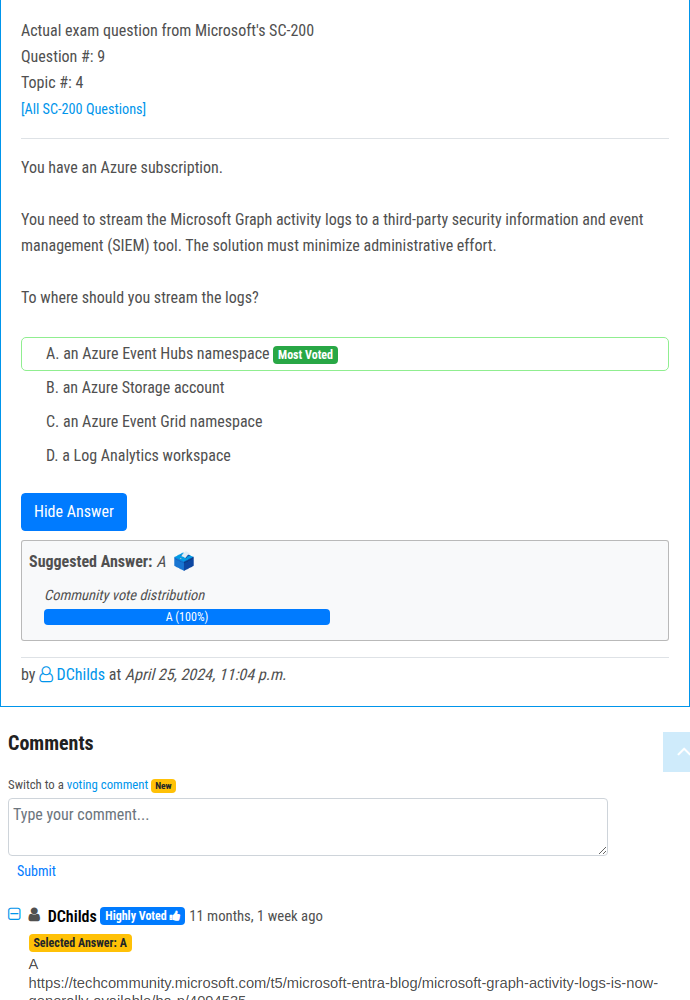 Actual exam question from Microsoft's SC-200
Question #: 9
Topic #: 4
[All SC-200 Questions]
You have an Azure subscription.
You need to stream the Microsoft Graph activity logs to a third-party security information and event
management (SIEM) tool. The solution must minimize administrative effort.
To where should you stream the logs?
A. an Azure Event Hubs namespace Most Voted
B. an Azure Storage account
C. an Azure Event Grid namespace
D. a Log Analytics workspace
Hide Answer
Suggested Answer: A
Community vote distribution
A (100%)
by DChilds at April 25, 2024, 11:04 p.m.
Comments
Switch to a voting comment New
Type your comment...
Submit
DChilds Highly Voted 11 months, 1 week ago
Selected Answer: A
A
https://techcommunity.microsoft.com/t5/microsoft-entra-blog/microsoft-graph-activity-logs-is-now-